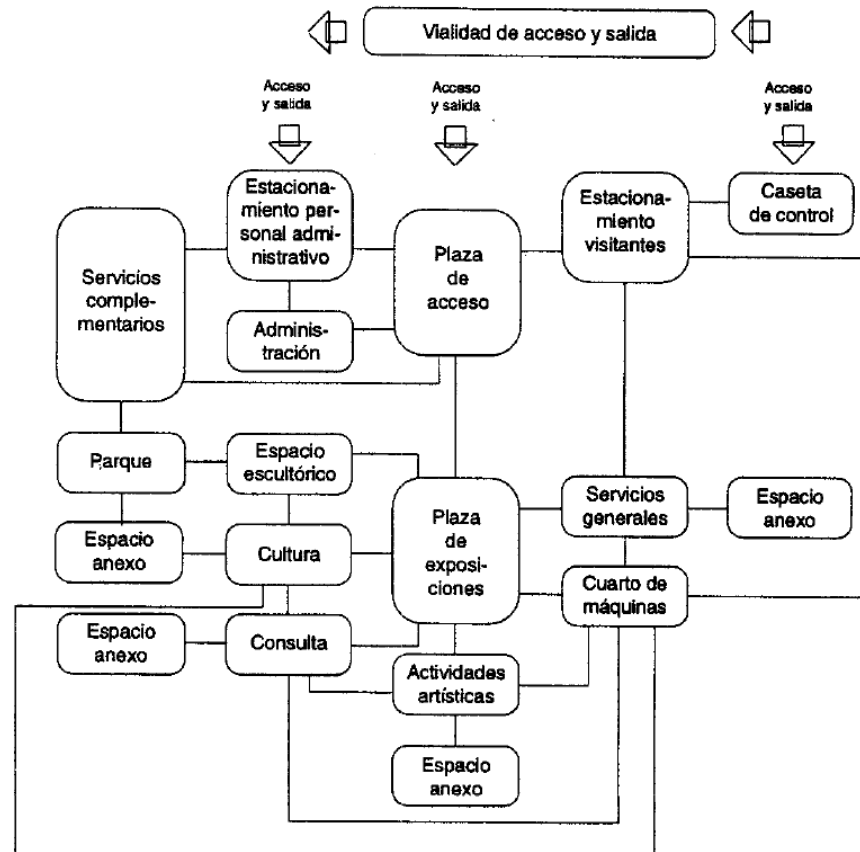 Vialidad de acceso y salida
Acceso
y salida
Acceso
y salida
Acceso
y salida
Estaciona-
miento per-
sonal admi-
nistrativo
Estaciona-
miento
visitantes
Caseta
de control
Servicios
comple-
mentarios
Plaza
de
acceso
Adminis-
tración
Parque
Espacio
escultórico
Plaza
de
exposi-
ciones
Servicios
generales
Espacio
anexo
Espacio
anexo
Cultura
Cuarto de
máquinas
Espacio
anexo
Consulta
Actividades
artísticas
Espacio
anexo